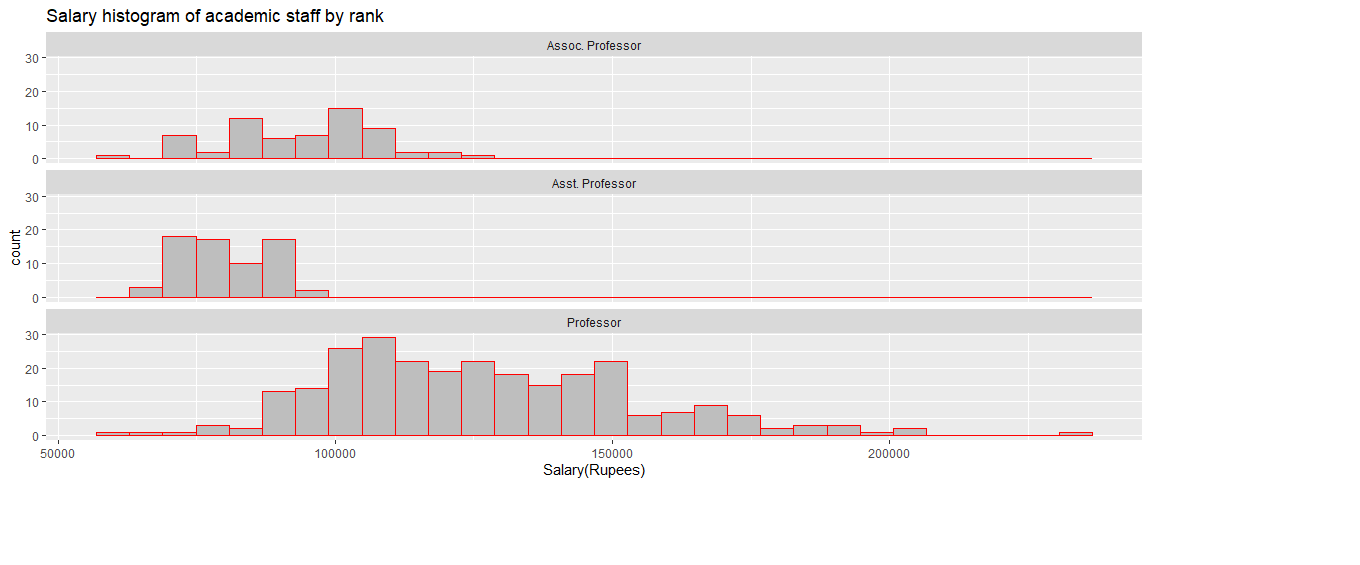 Salary histogram of academic staff by rank
Assoc. Professor
30
20
10
0
Asst. Professor
30
20
10
0
count
Professor
30
20
10
0
50000 100000 150000 200000
Salary(Rupees)